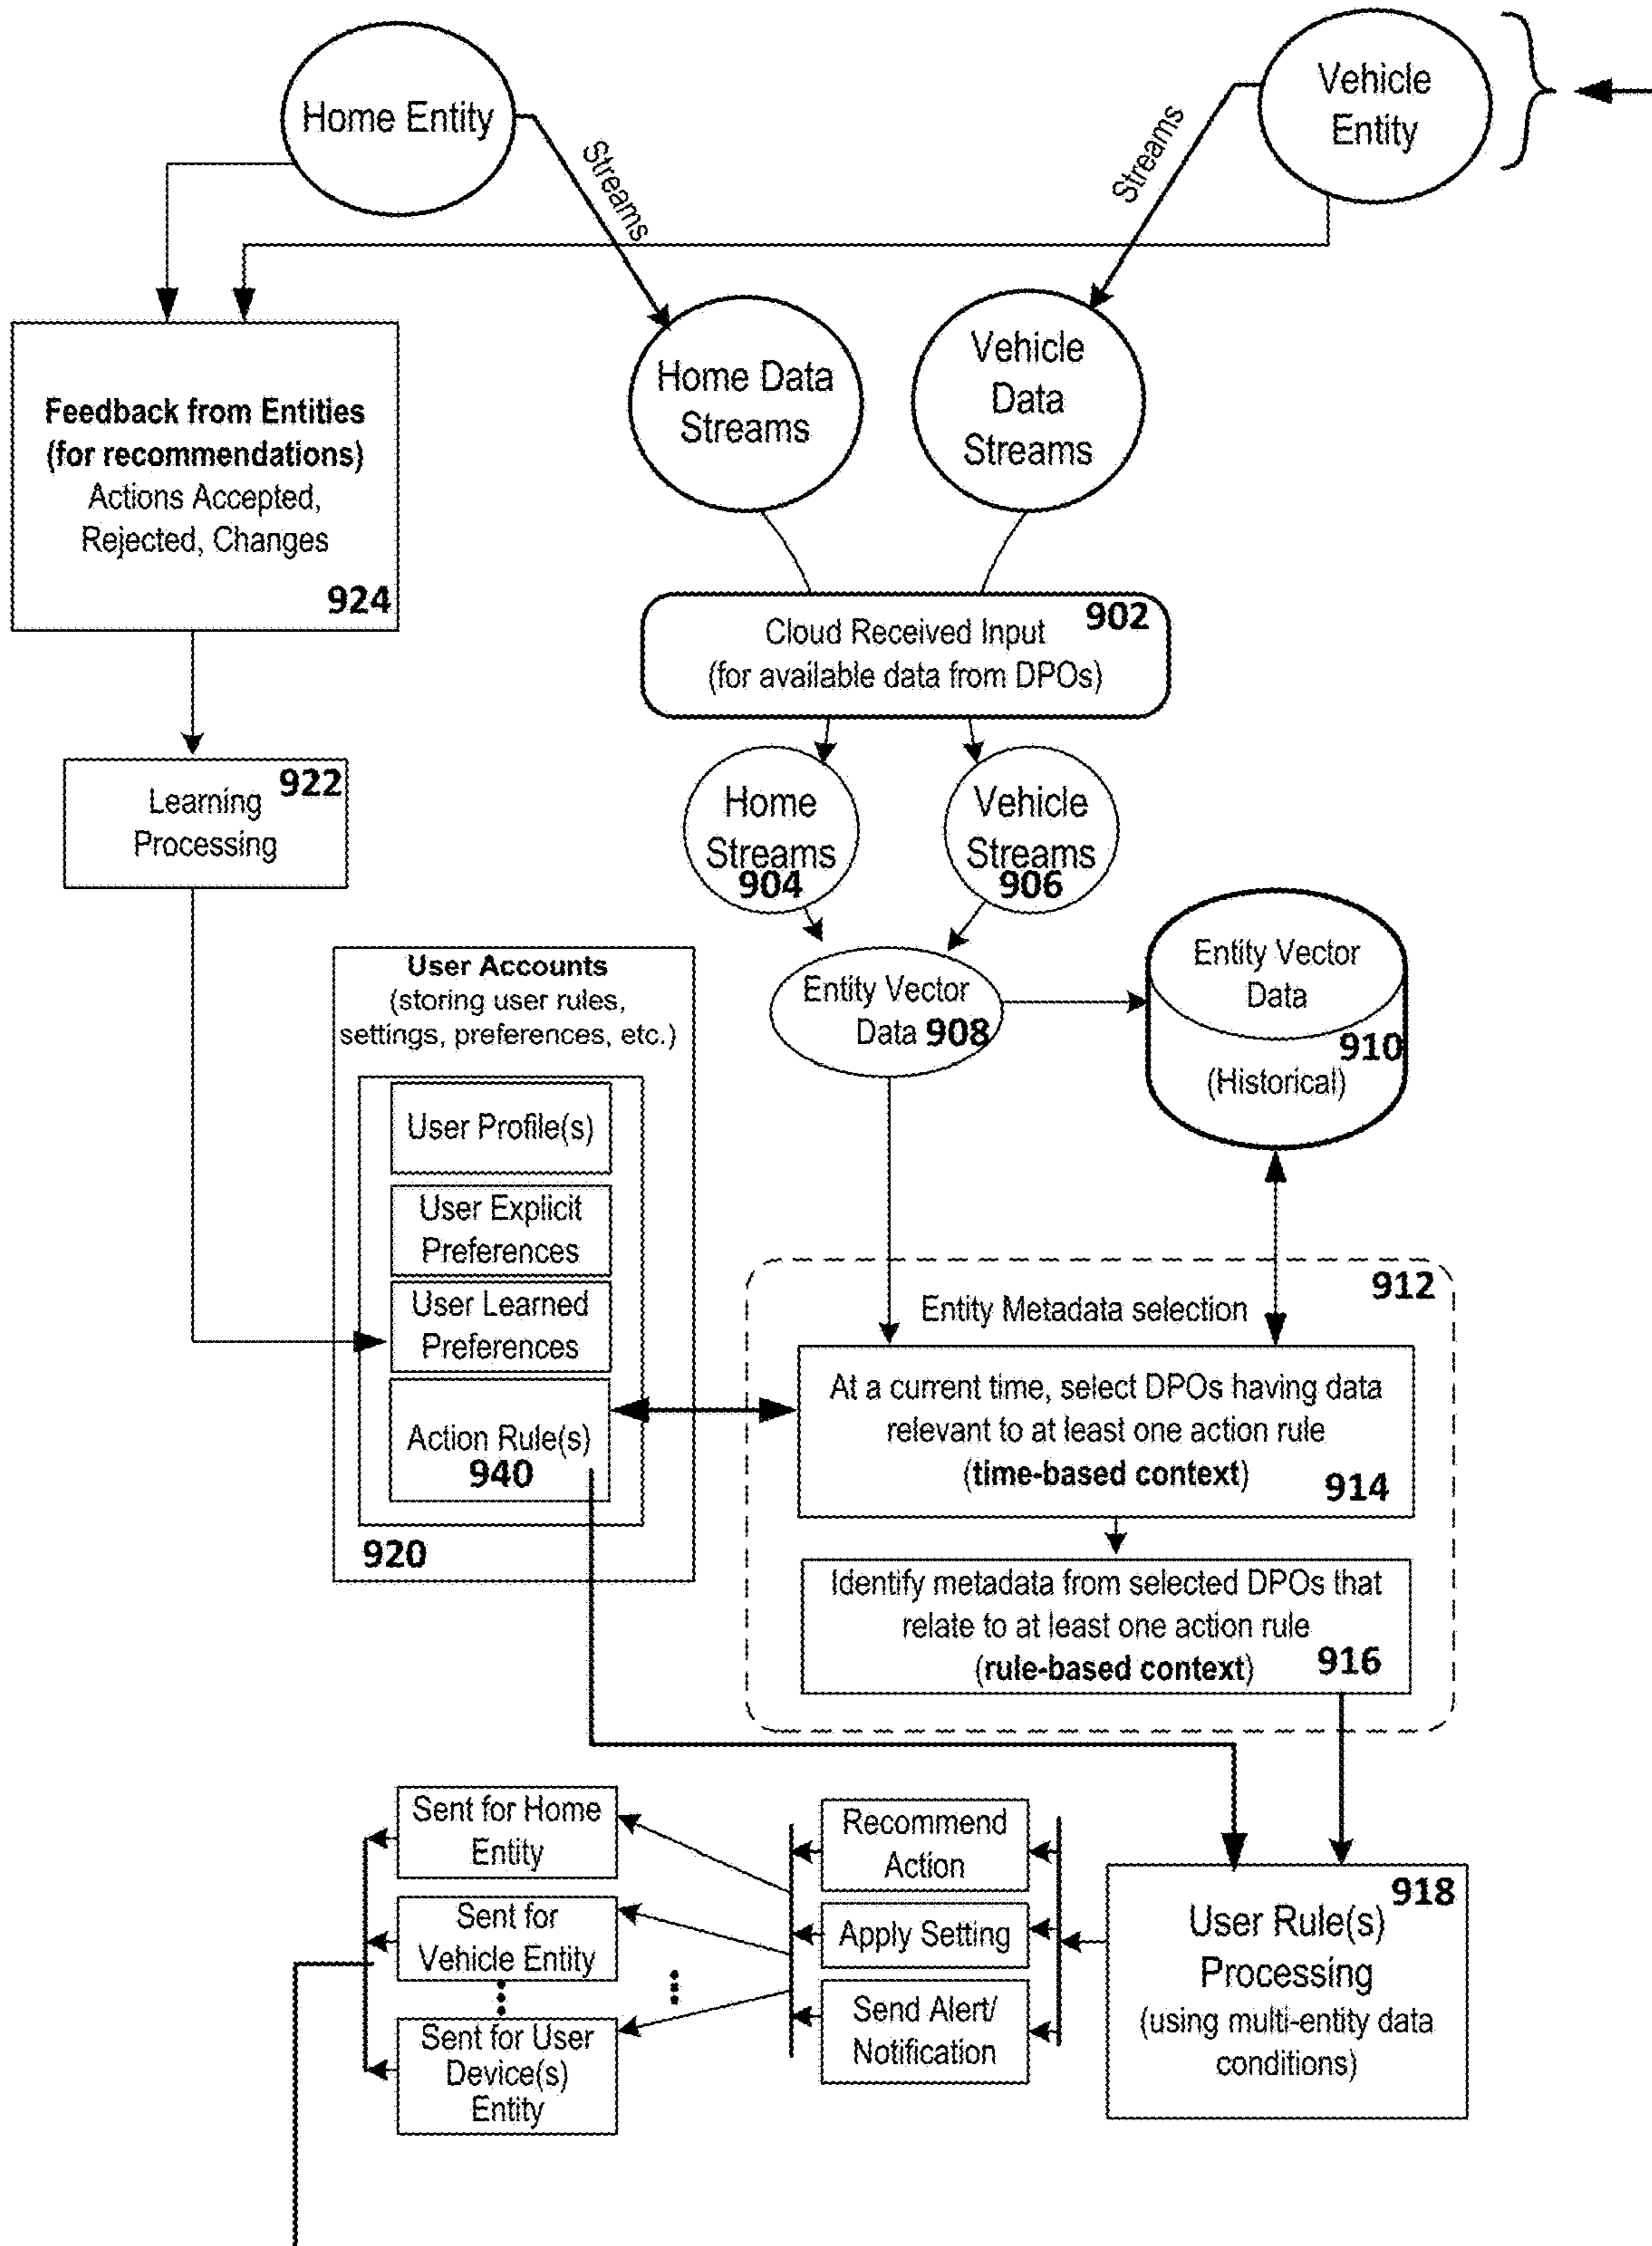 Home Entity
Vehicle
Entity
Streams
Streams
Feedback from Entities
(for recommendations)
Actions Accepted,
Rejected, Changes
924
Home Data
Streams
Vehicle
Data
Streams
902
Cloud Received Input
(for available data from DPOs)
922
Learning
Processing
Home
Streams
904
Vehicle
Streams
906
User Accounts
(storing user rules,
settings, preferences, etc.)
Entity Vector
Data 908
Entity Vector
Data
910
(Historical)
User Profile(s)
User Explicit
Preferences
User Learned
Preferences
Action Rule(s)
940
920
912
Entity Metadata selection
At a current time, select DPOs having data
relevant to at least one action rule
(time-based context)
914
Identify metadata from selected DPOs that
relate to at least one action rule
(rule-based context)
916
Sent for Home
Entity
Sent for
Vehicle Entity
Sent for User
Device(s)
Entity
Recommend
Action
Apply Setting
Send Alert/
Notification
918
User Rule(s)
Processing
(using multi-entity data
conditions)